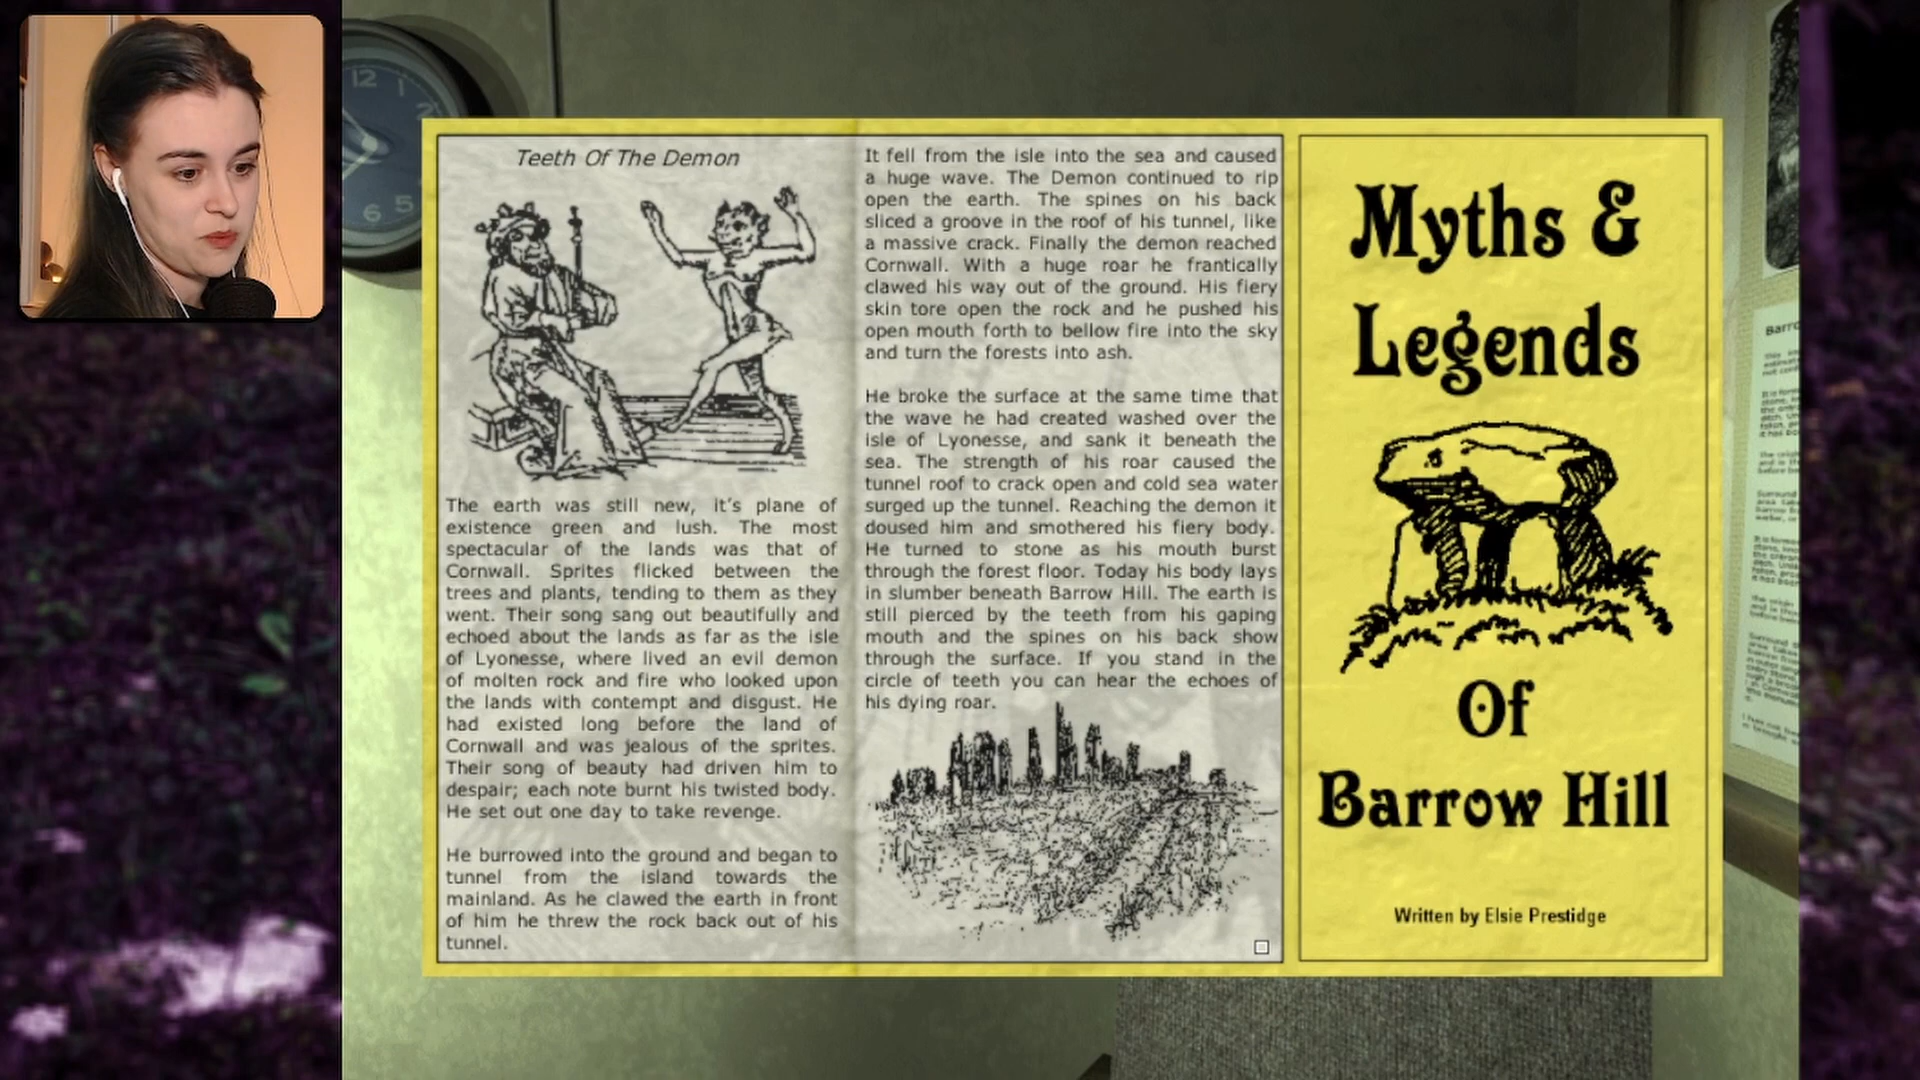 Teeth Of The Demon
The earth was still new, it's plane of
existence green and lush. The most
spectacular of the lands was that of
Cornwall. Sprites flicked between the
trees and plants, tending to them as they
went. Their song sang out beautifully and
echoed about the lands as far as the isle
of Lyonesse, where lived an evil demon
of molten rock and fire who looked upon
the lands with contempt and disgust. He
had existed long before the land of
Cornwall and was jealous of the sprites.
Their song of beauty had driven him to
despair; each note burnt his twisted body.
He set out one day to take revenge.
He burrowed into the ground and began to
tunnel from the island towards the
mainland. As he clawed the earth in front
of him he threw the rock back out of his
tunnel.
It fell from the isle into the sea and caused
a huge wave. The Demon continued to rip
open the earth. The spines on his back
sliced a groove in the roof of his tunnel, like
a massive crack. Finally the demon reached
Cornwall. With a huge roar he frantically
clawed his way out of the ground. His fiery
skin tore open the rock and he pushed his
open mouth forth to bellow fire into the sky
and turn the forests into ash.
He broke the surface at the same time that
the wave he had created washed over the
isle of Lyonesse, and sank it beneath the
sea. The strength of his roar caused the
tunnel roof to crack open and cold sea water
surged up the tunnel. Reaching the demon it
doused him and smothered his fiery body.
He turned to stone as his mouth burst
through the forest floor. Today his body lays
in slumber beneath Barrow Hill. The earth is
still pierced by the teeth from his gaping
mouth and the spines on his back show
through the surface. If you stand in the
circle of teeth you can hear the echoes of
his dying roar.
Myths &
Legends
Of
Barrow Hill
Written by Elsie Prestidge
12
1
5
6
Barro